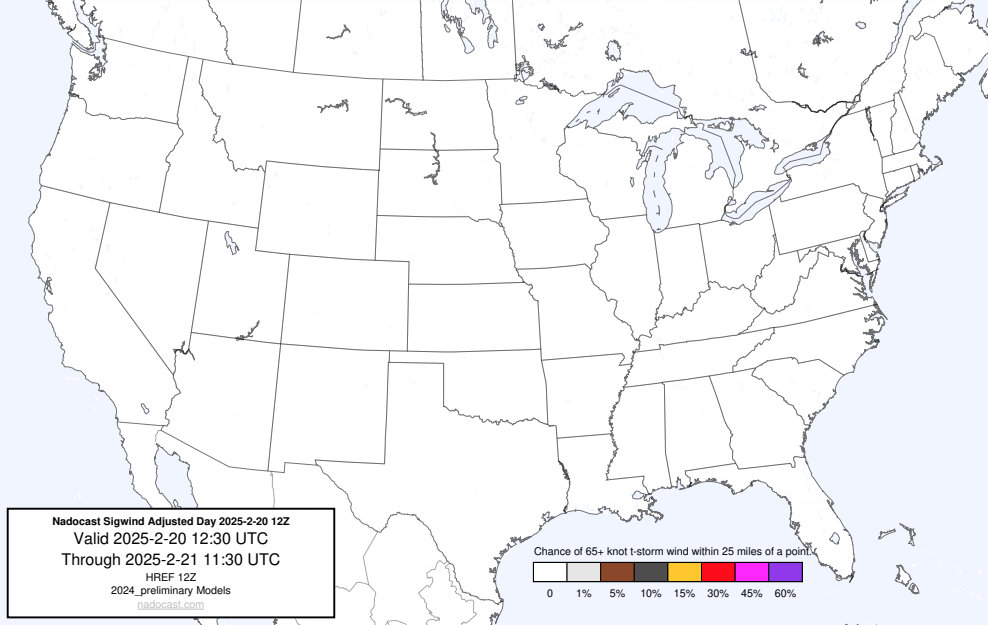 Nadocast Sigwind Adjusted Day 2025-2-20 12Z
Valid 2025-2-20 12:30 UTC
Through 2025-2-21 11:30 UTC
HREF 12Z
2024_preliminary Models
nadocast.com
Chance of 65+ knot t-storm wind within 25 miles of a point.
0 1% 5% 10% 15% 30% 45% 60%